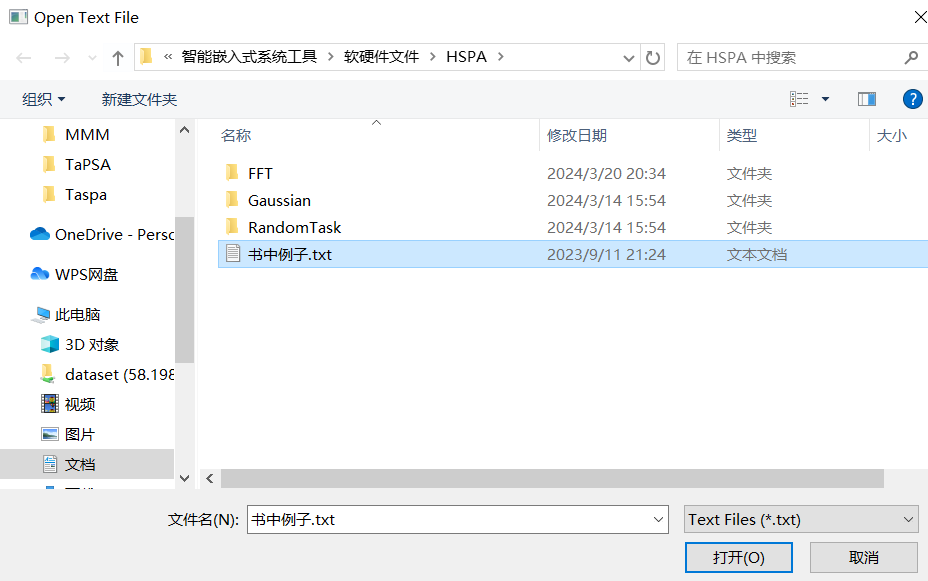 Open Text File
« 智能嵌入式系统工具 › 软硬件文件 › HSPA ›
在 HSPA 中搜索
组织 新建文件夹
?
MMM
TaPSA
Taspa
OneDrive - Perso
WPS网盘
此电脑
3D 对象
dataset (58.198
视频
图片
文档
名称 修改日期 类型 大小
FFT 2024/3/20 20:34 文件夹
Gaussian 2024/3/14 15:54 文件夹
RandomTask 2024/3/14 15:54 文件夹
书中例子.txt 2023/9/11 21:24 文本文档
文件名(N): 书中例子.txt Text Files (*.txt)
打开(O) 取消